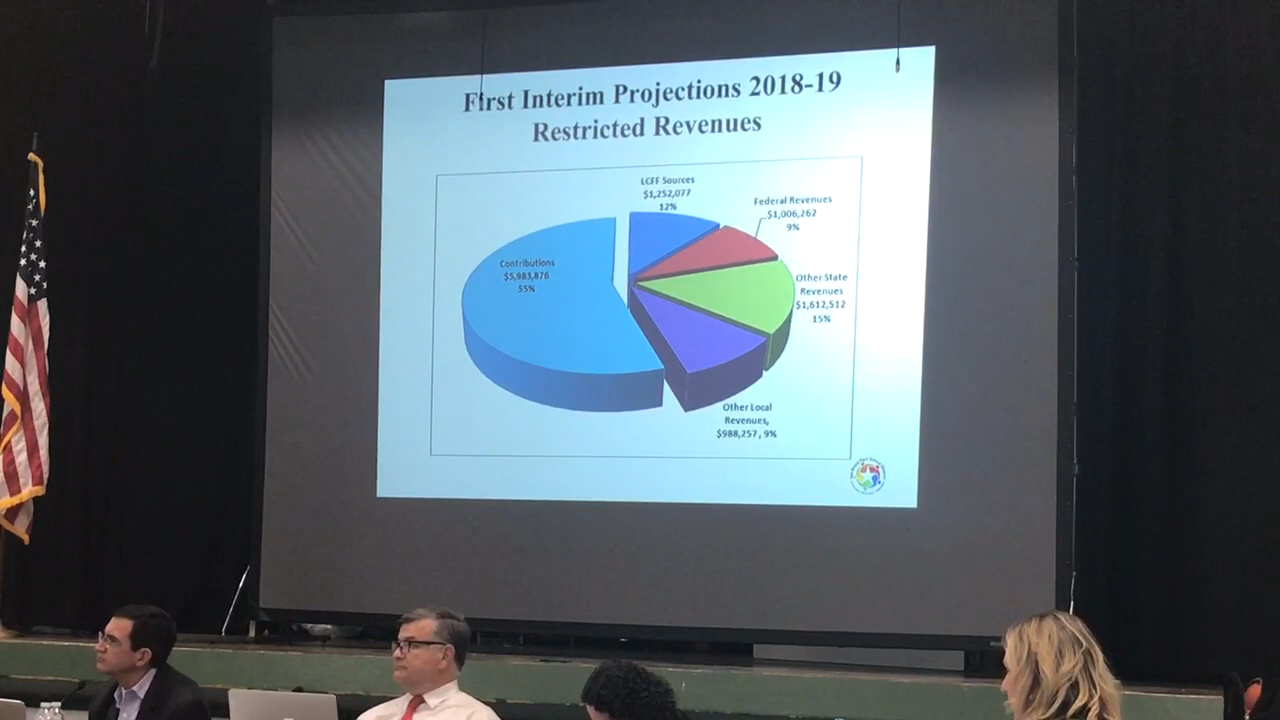 First Interim Projections 2018-19
Restricted Revenues
LCFF Sources
$1,252,077
12%
Federal Revenues
$1,006,262
9%
Contributions
$5,983,876
55%
Other State
Revenues
$1,612,512
15%
Other Local
Revenues,
$988,257, 9%